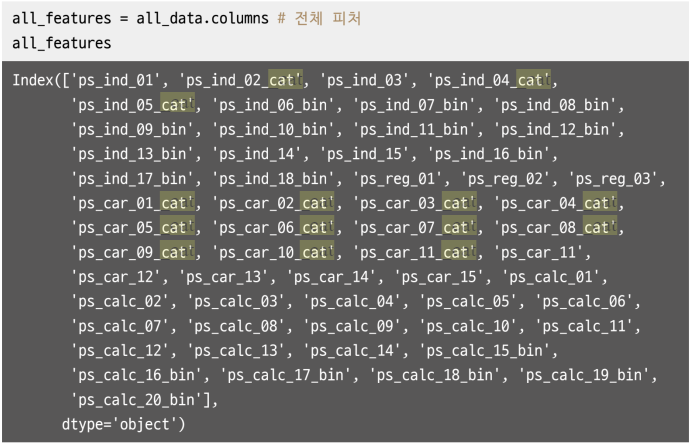 all_features = all_data.columns # 전체 피처
all_features
Index(['ps_ind_01', 'ps_ind_02_cat', 'ps_ind_03', 'ps_ind_04_cat',
'ps_ind_05_cat', 'ps_ind_06_bin', 'ps_ind_07_bin', 'ps_ind_08_bin',
'ps_ind_09_bin', 'ps_ind_10_bin', 'ps_ind_11_bin', 'ps_ind_12_bin',
'ps_ind_13_bin', 'ps_ind_14', 'ps_ind_15', 'ps_ind_16_bin',
'ps_ind_17_bin', 'ps_ind_18_bin', 'ps_reg_01', 'ps_reg_02', 'ps_reg_03',
'ps_car_01_cat', 'ps_car_02_cat', 'ps_car_03_cat', 'ps_car_04_cat',
'ps_car_05_cat', 'ps_car_06_cat', 'ps_car_07_cat', 'ps_car_08_cat',
'ps_car_09_cat', 'ps_car_10_cat', 'ps_car_11_cat', 'ps_car_11',
'ps_car_12', 'ps_car_13', 'ps_car_14', 'ps_car_15', 'ps_calc_01',
'ps_calc_02', 'ps_calc_03', 'ps_calc_04', 'ps_calc_05', 'ps_calc_06',
'ps_calc_07', 'ps_calc_08', 'ps_calc_09', 'ps_calc_10', 'ps_calc_11',
'ps_calc_12', 'ps_calc_13', 'ps_calc_14', 'ps_calc_15_bin',
'ps_calc_16_bin', 'ps_calc_17_bin', 'ps_calc_18_bin', 'ps_calc_19_bin',
'ps_calc_20_bin'],
dtype='object')